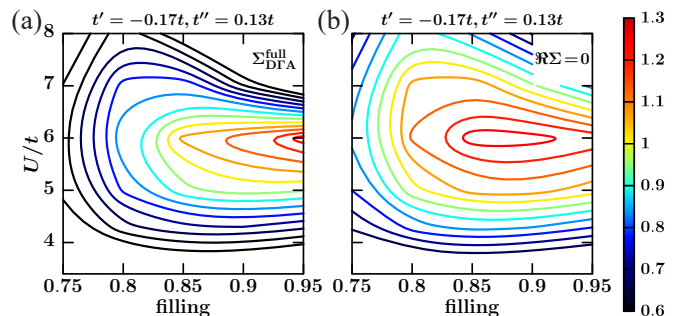 (a) t′ = −0.17t, t′′ = 0.13t
(b) t′ = −0.17t, t′′ = 0.13t
Σ^full_DΓA
ℜΣ=0
U/t
8
7
6
5
4
0.75 0.8 0.85 0.9 0.95
filling
0.75 0.8 0.85 0.9 0.95
filling
1.3
1.2
1.1
1
0.9
0.8
0.7
0.6